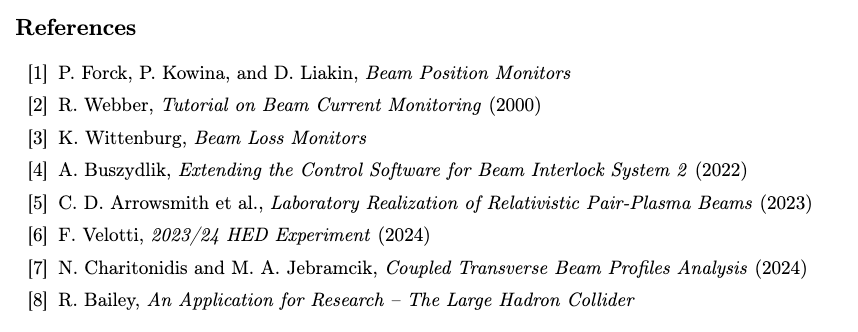 References
[1] P. Forck, P. Kowina, and D. Liakin, Beam Position Monitors
[2] R. Webber, Tutorial on Beam Current Monitoring (2000)
[3] K. Wittenburg, Beam Loss Monitors
[4] A. Buszydlik, Extending the Control Software for Beam Interlock System 2 (2022)
[5] C. D. Arrowsmith et al., Laboratory Realization of Relativistic Pair-Plasma Beams (2023)
[6] F. Velotti, 2023/24 HED Experiment (2024)
[7] N. Charitonidis and M. A. Jebramcik, Coupled Transverse Beam Profiles Analysis (2024)
[8] R. Bailey, An Application for Research – The Large Hadron Collider